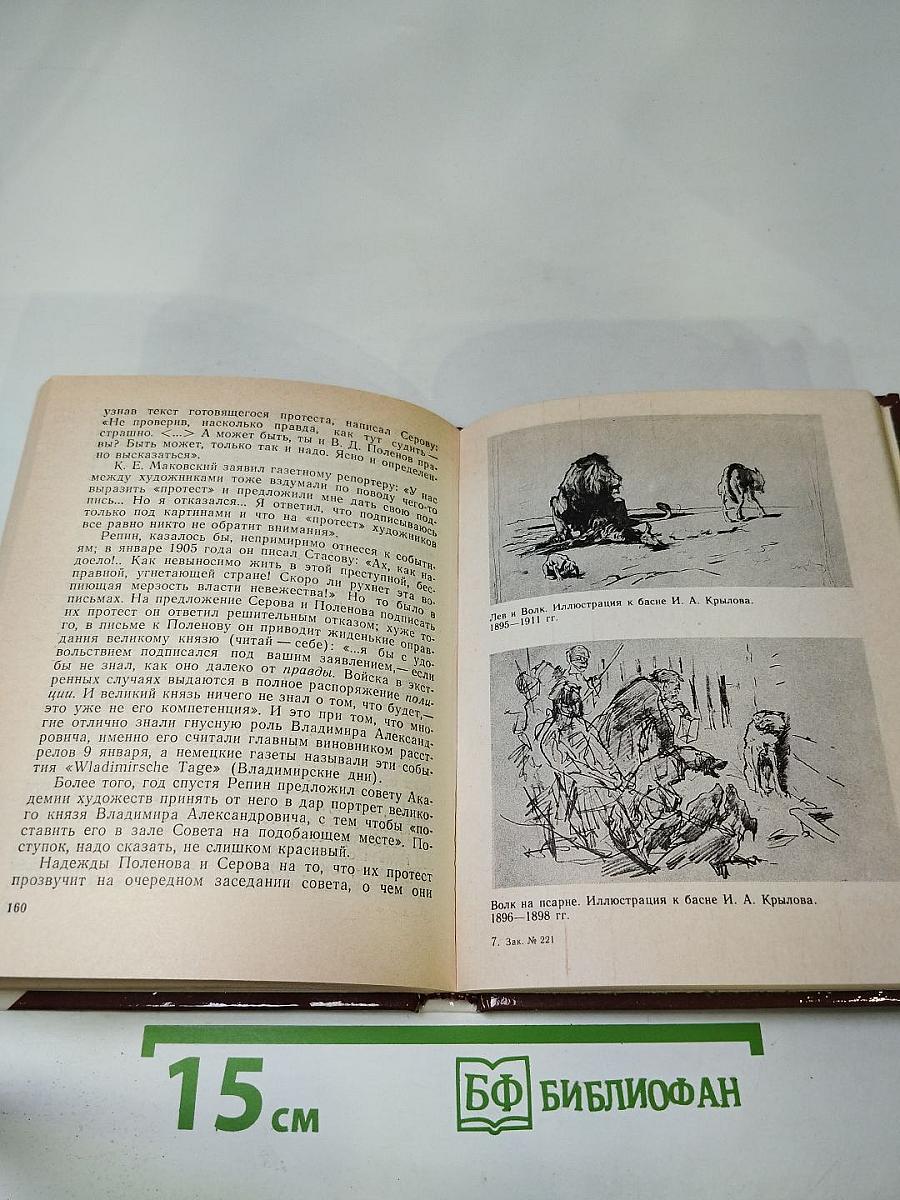 узнав текст готовящегося протеста, написал Серову:
«Не проверив, насколько правда, как тут судить —
страшно. <...> А может быть, ты и В. Д. Поленов пра-
вы? Быть может, только так и надо. Ясно и определен-
но высказаться».
К. Е. Маковский заявил газетному репортеру: «У нас
между художниками тоже вздумали по поводу чего-то
выразить «протест» и предложили мне дать свою под-
пись... Но я отказался... Я ответил, что подписываюсь
только под картинами и что на «протест» художников
все равно никто не обратит внимания».
Репин, казалось бы, непримиримо отнесся к событи-
ям; в январе 1905 года он писал Стасову: «Ах, как на-
доело!.. Как невыносимо жить в этой преступной, бес-
правной, угнетающей стране! Скоро ли рухнет эта во-
пиющая мерзость власти невежества!» Но то было в
письмах. На предложение Серова и Поленова подписать
их протест он ответил решительным отказом; хуже то-
го, в письме к Поленову он приводит жиденькие оправ-
дания великому князю (читай — себе): «...я бы с удо-
вольствием подписался под вашим заявлением,— если
бы не знал, как оно далеко от правды. Войска в экст-
ренных случаях выдаются в полное распоряжение поли-
ции. И великий князь ничего не знал о том, что будет,—
это уже не его компетенция». И это при том, что мно-
гие отлично знали гнусную роль Владимира Александ-
ровича, именно его считали главным виновником расст-
релов 9 января, а немецкие газеты называли эти собы-
тия «Wladimirsche Tage» (Владимирские дни).
Более того, год спустя Репин предложил совету Ака-
демии художеств принять от него в дар портрет велико-
го князя Владимира Александровича, с тем чтобы «по-
ставить его в зале Совета на подобающем месте». По-
ступок, надо сказать, не слишком красивый.
Надежды Поленова и Серова на то, что их протест
прозвучит на очередном заседании совета, о чем они
160
Лев и Волк. Иллюстрация к басне И. А. Крылова.
1895—1911 гг.
Волк на псарне. Иллюстрация к басне И. А. Крылова.
1896—1898 гг.
7. Зак. № 221
15 см
БФ БИБЛИОФАН